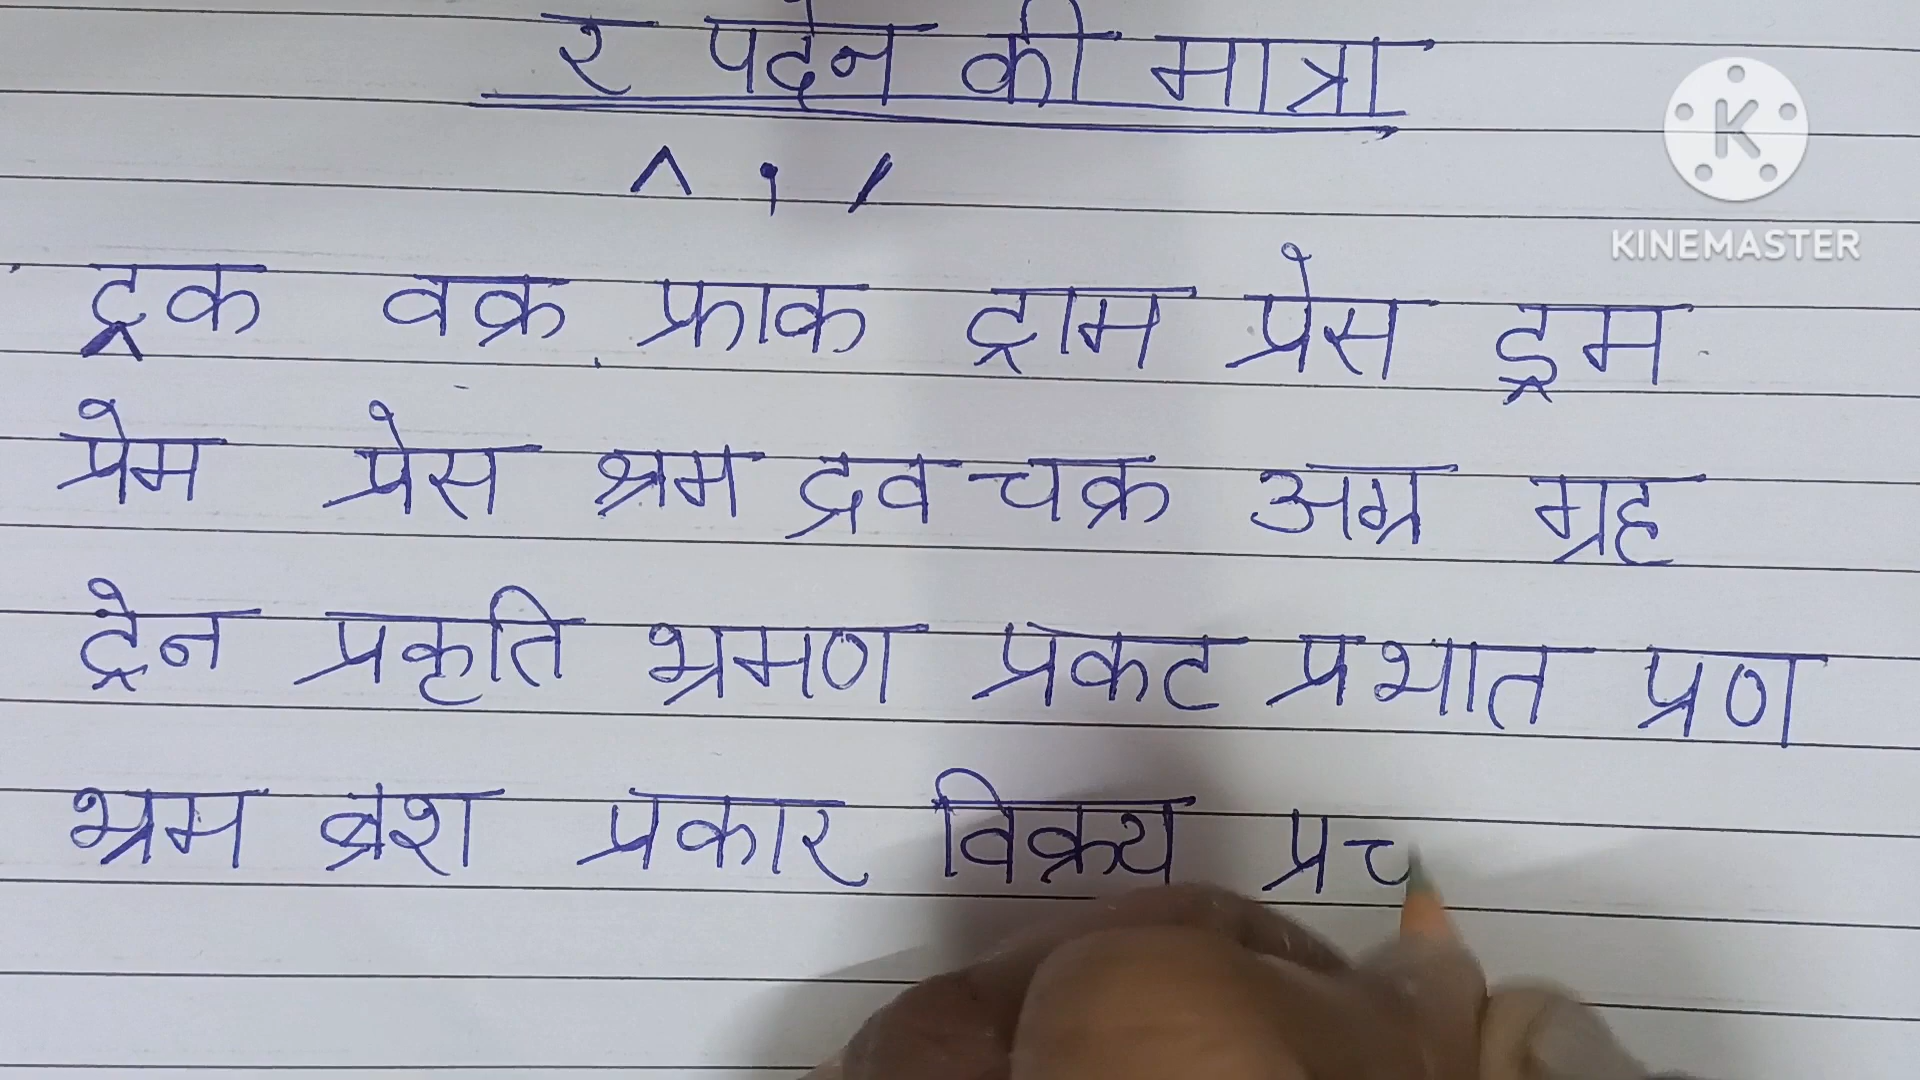 र पदेन की मात्रा
^ ' /
ट्रक वक्र फ्राक ट्राम प्रेस ड्रम
प्रेम प्रेस श्रम द्रव चक्र अग्र ग्रह
ट्रेन प्रकृति भ्रमण प्रकट प्रभात प्रण
भ्रम ब्रश प्रकार विक्रय प्रच
K
KINEMASTER